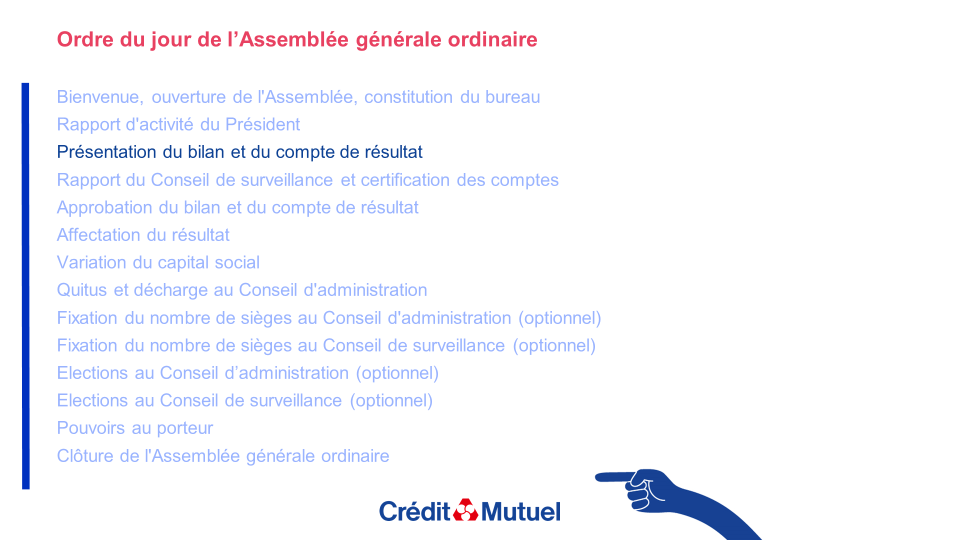 Ordre du jour de l’Assemblée générale ordinaire
Bienvenue, ouverture de l'Assemblée, constitution du bureau
Rapport d'activité du Président
Présentation du bilan et du compte de résultat
Rapport du Conseil de surveillance et certification des comptes
Approbation du bilan et du compte de résultat
Affectation du résultat
Variation du capital social
Quitus et décharge au Conseil d'administration
Fixation du nombre de sièges au Conseil d'administration (optionnel)
Fixation du nombre de sièges au Conseil de surveillance (optionnel)
Elections au Conseil d’administration (optionnel)
Elections au Conseil de surveillance (optionnel)
Pouvoirs au porteur
Clôture de l'Assemblée générale ordinaire
Crédit Mutuel